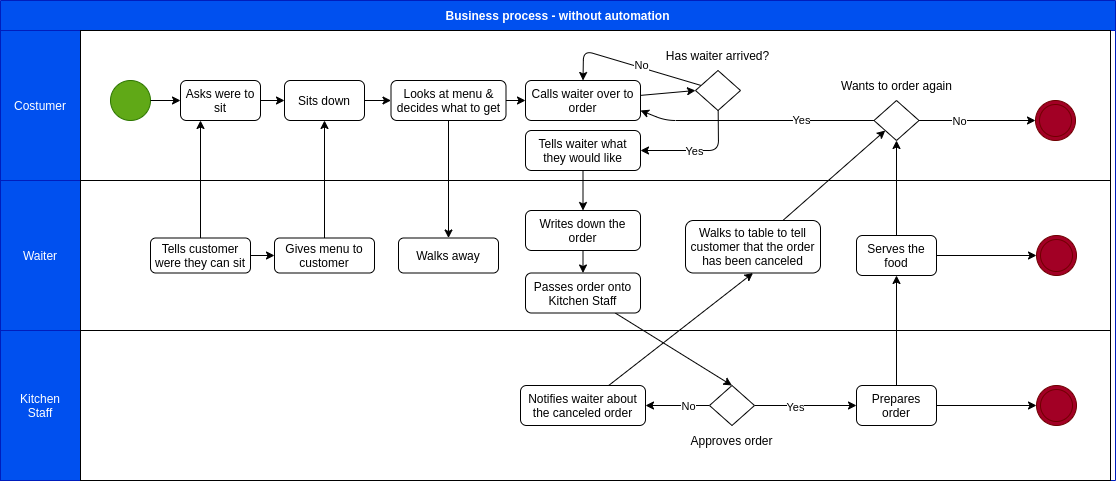 Business process - without automation
Costumer
Asks were to
sit
Sits down
Looks at menu &
decides what to get
Calls waiter over to
order
No
Has waiter arrived?
Yes
Tells waiter what
they would like
Wants to order again
Yes
No
Waiter
Tells customer
were they can sit
Gives menu to
customer
Walks away
Writes down the
order
Passes order onto
Kitchen Staff
Walks to table to tell
customer that the order
has been canceled
Serves the
food
Kitchen
Staff
Notifies waiter about
the canceled order
No
Approves order
Yes
Prepares
order